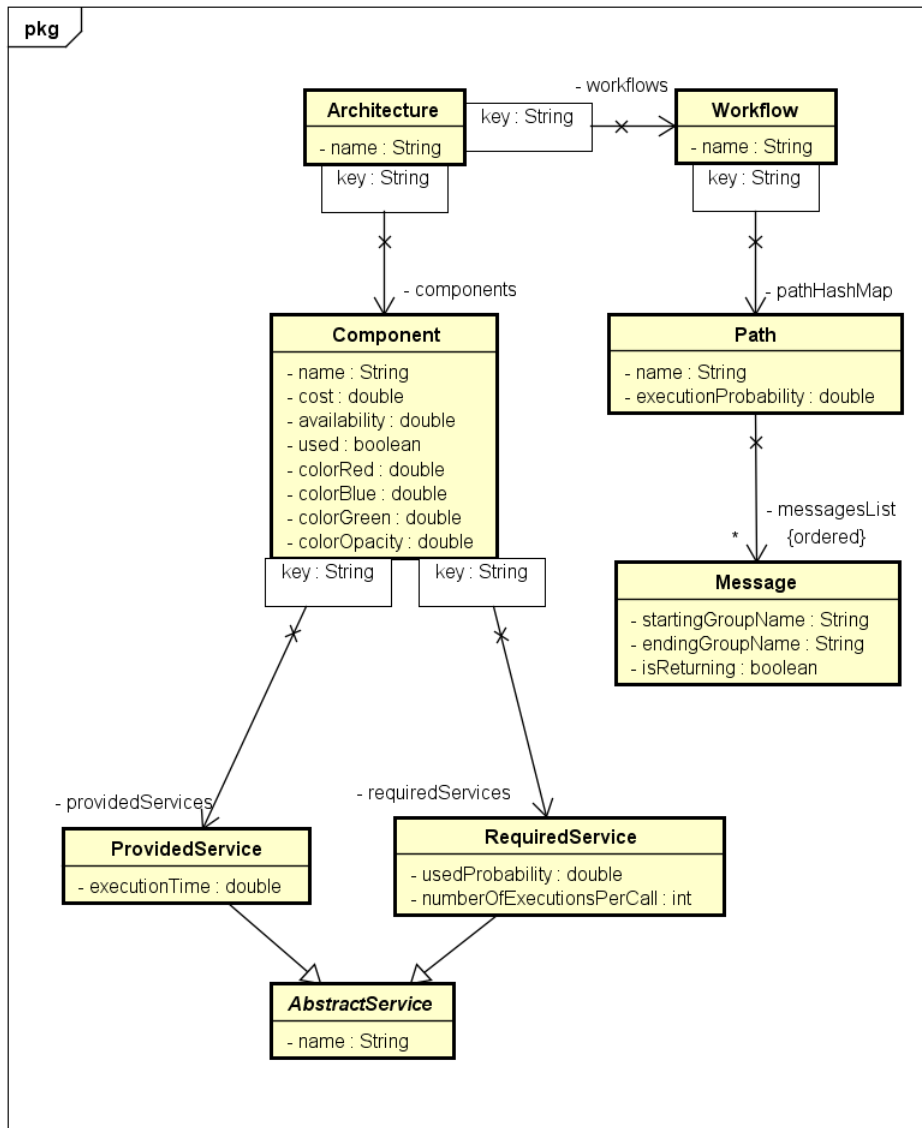 pkg
- workflows
Architecture
- name : String
key : String
Workflow
- name : String
key : String
key : String
- components
- pathHashMap
Component
- name : String
- cost : double
- availability : double
- used : boolean
- colorRed : double
- colorBlue : double
- colorGreen : double
- colorOpacity : double
Path
- name : String
- executionProbability : double
- messagesList
* {ordered}
key : String
key : String
Message
- startingGroupName : String
- endingGroupName : String
- isReturning : boolean
- providedServices
- requiredServices
ProvidedService
- executionTime : double
RequiredService
- usedProbability : double
- numberOfExecutionsPerCall : int
AbstractService
- name : String